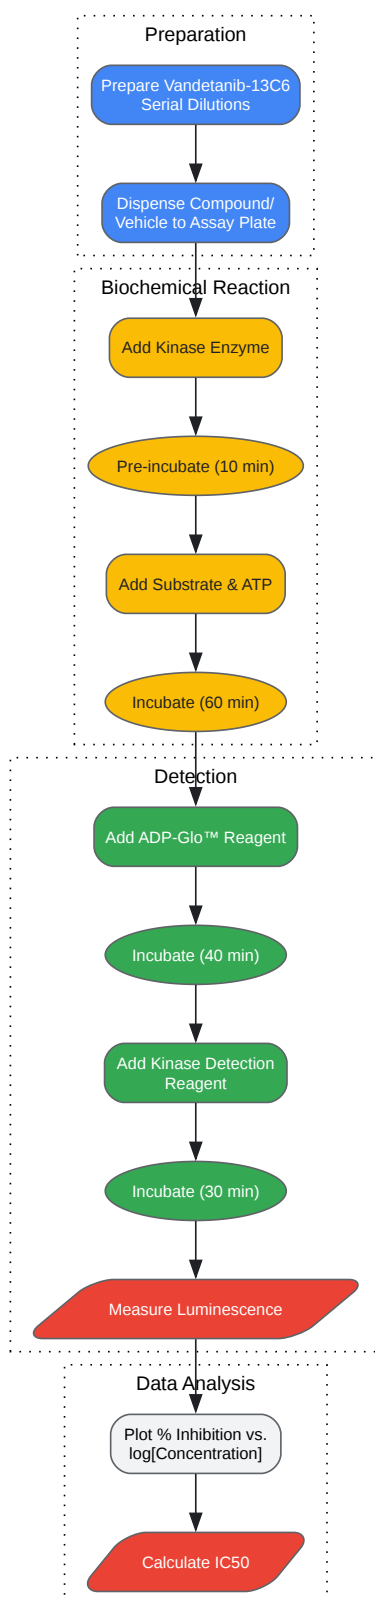 Preparation
Prepare Vandetanib-13C6
Serial Dilutions
Dispense Compound/
Vehicle to Assay Plate
Biochemical Reaction
Add Kinase Enzyme
Pre-incubate (10 min)
Add Substrate & ATP
Incubate (60 min)
Detection
Add ADP-Glo™ Reagent
Incubate (40 min)
Add Kinase Detection
Reagent
Incubate (30 min)
Measure Luminescence
Data Analysis
Plot % Inhibition vs.
log[Concentration]
Calculate IC50